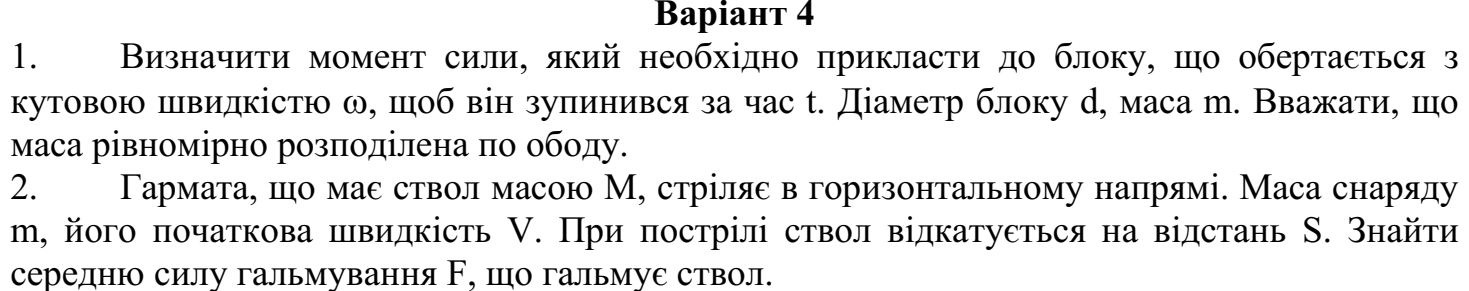 Варіант 4
1. Визначити момент сили, який необхідно прикласти до блоку, що обертається з
кутовою швидкістю ω, щоб він зупинився за час t. Діаметр блоку d, маса m. Вважати, що
маса рівномірно розподілена по ободу.
2. Гармата, що має ствол масою М, стріляє в горизонтальному напрямі. Маса снаряду
m, його початкова швидкість V. При пострілі ствол відкатується на відстань S. Знайти
середню силу гальмування F, що гальмує ствол.